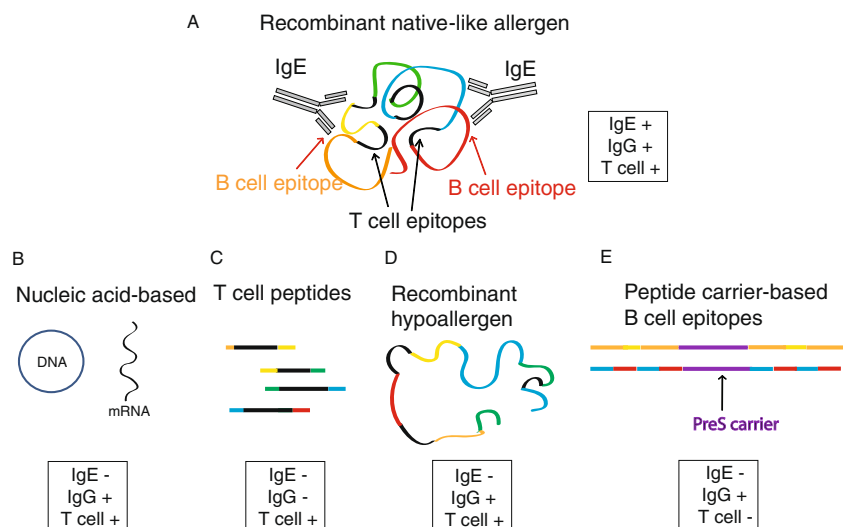 A
Recombinant native-like allergen
IgE
IgE
B cell epitope
B cell epitope
T cell epitopes
IgE +
IgG +
T cell +
B
Nucleic acid-based
DNA
mRNA
IgE -
IgG +
T cell +
C
T cell peptides
IgE -
IgG -
T cell +
D
Recombinant
hypoallergen
IgE -
IgG +
T cell +
E
Peptide carrier-based
B cell epitopes
PreS carrier
IgE -
IgG +
T cell -